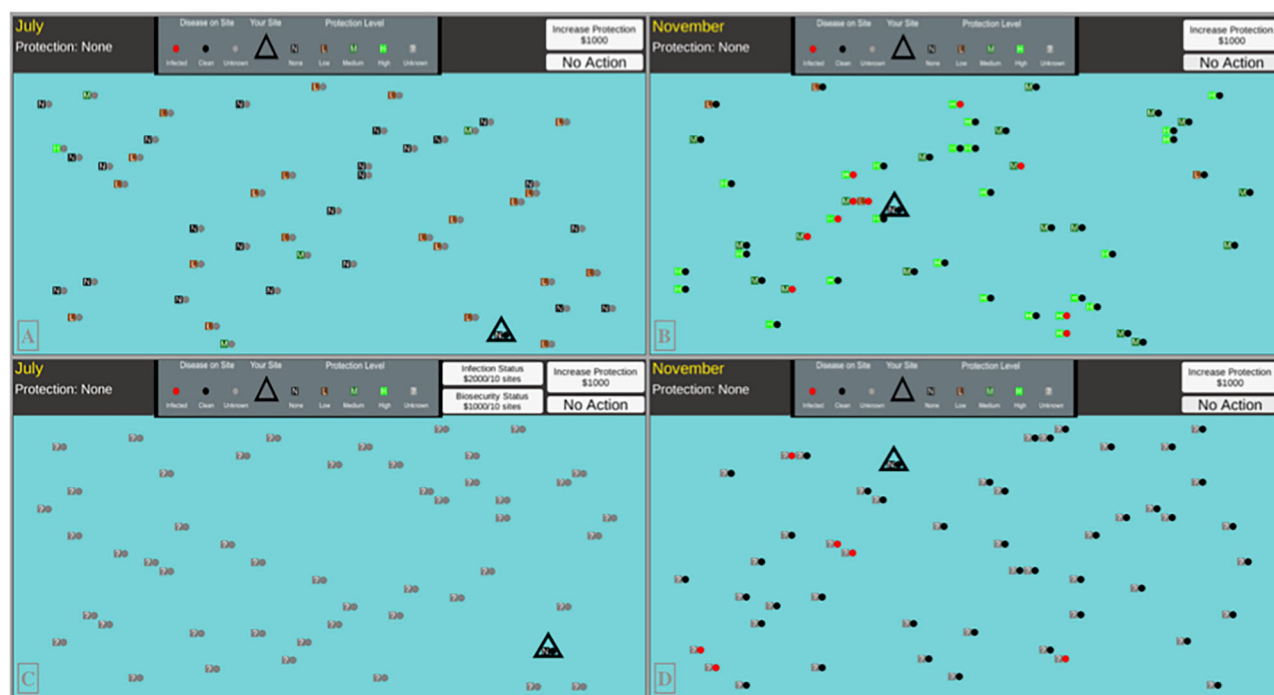 July
Protection: None
Disease on Site Your Site Protection Level
N L M H ?
Infected Clean Unknown None Low Medium High Unknown
Increase Protection
$1000
No Action
A
November
Protection: None
Disease on Site Your Site Protection Level
N L M H ?
Infected Clean Unknown None Low Medium High Unknown
Increase Protection
$1000
No Action
B
July
Protection: None
Disease on Site Your Site Protection Level
N L M H ?
Infected Clean Unknown None Low Medium High Unknown
Infection Status
$2000/10 sites
Biosecurity Status
$1000/10 sites
Increase Protection
$1000
No Action
C
November
Protection: None
Disease on Site Your Site Protection Level
N L M H ?
Infected Clean Unknown None Low Medium High Unknown
Increase Protection
$1000
No Action
D